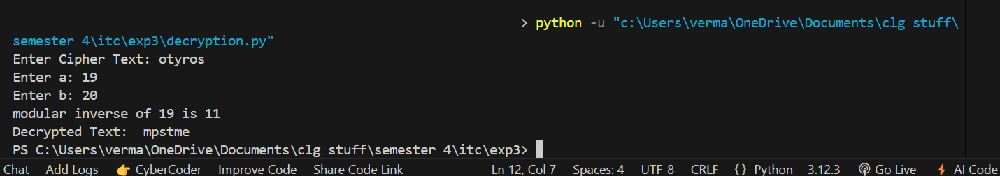 > python -u "c:\Users\verma\OneDrive\Documents\clg stuff\
semester 4\itc\exp3\decryption.py"
Enter Cipher Text: otyros
Enter a: 19
Enter b: 20
modular inverse of 19 is 11
Decrypted Text:  mpstme
PS C:\Users\verma\OneDrive\Documents\clg stuff\semester 4\itc\exp3>
Chat Add Logs 👉 CyberCoder Improve Code Share Code Link Ln 12, Col 7 Spaces: 4 UTF-8 CRLF {} Python 3.12.3 Go Live AI Code